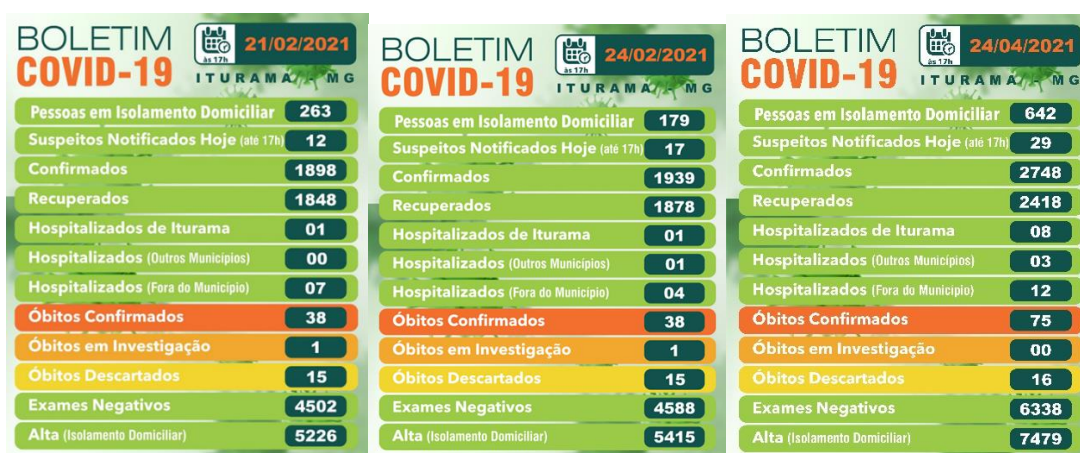 BOLETIM
COVID-19
às 17h
21/02/2021
ITURAMA - MG
Pessoas em Isolamento Domiciliar 263
Suspeitos Notificados Hoje (até 17h) 12
Confirmados 1898
Recuperados 1848
Hospitalizados de Iturama 01
Hospitalizados (Outros Municípios) 00
Hospitalizados (Fora do Município) 07
Óbitos Confirmados 38
Óbitos em Investigação 1
Óbitos Descartados 15
Exames Negativos 4502
Alta (Isolamento Domiciliar) 5226
BOLETIM
COVID-19
às 17h
24/02/2021
ITURAMA - MG
Pessoas em Isolamento Domiciliar 179
Suspeitos Notificados Hoje (até 17h) 17
Confirmados 1939
Recuperados 1878
Hospitalizados de Iturama 01
Hospitalizados (Outros Municípios) 01
Hospitalizados (Fora do Município) 04
Óbitos Confirmados 38
Óbitos em Investigação 1
Óbitos Descartados 15
Exames Negativos 4588
Alta (Isolamento Domiciliar) 5415
BOLETIM
COVID-19
às 17h
24/04/2021
ITURAMA - MG
Pessoas em Isolamento Domiciliar 642
Suspeitos Notificados Hoje (até 17h) 29
Confirmados 2748
Recuperados 2418
Hospitalizados de Iturama 08
Hospitalizados (Outros Municípios) 03
Hospitalizados (Fora do Município) 12
Óbitos Confirmados 75
Óbitos em Investigação 00
Óbitos Descartados 16
Exames Negativos 6338
Alta (Isolamento Domiciliar) 7479